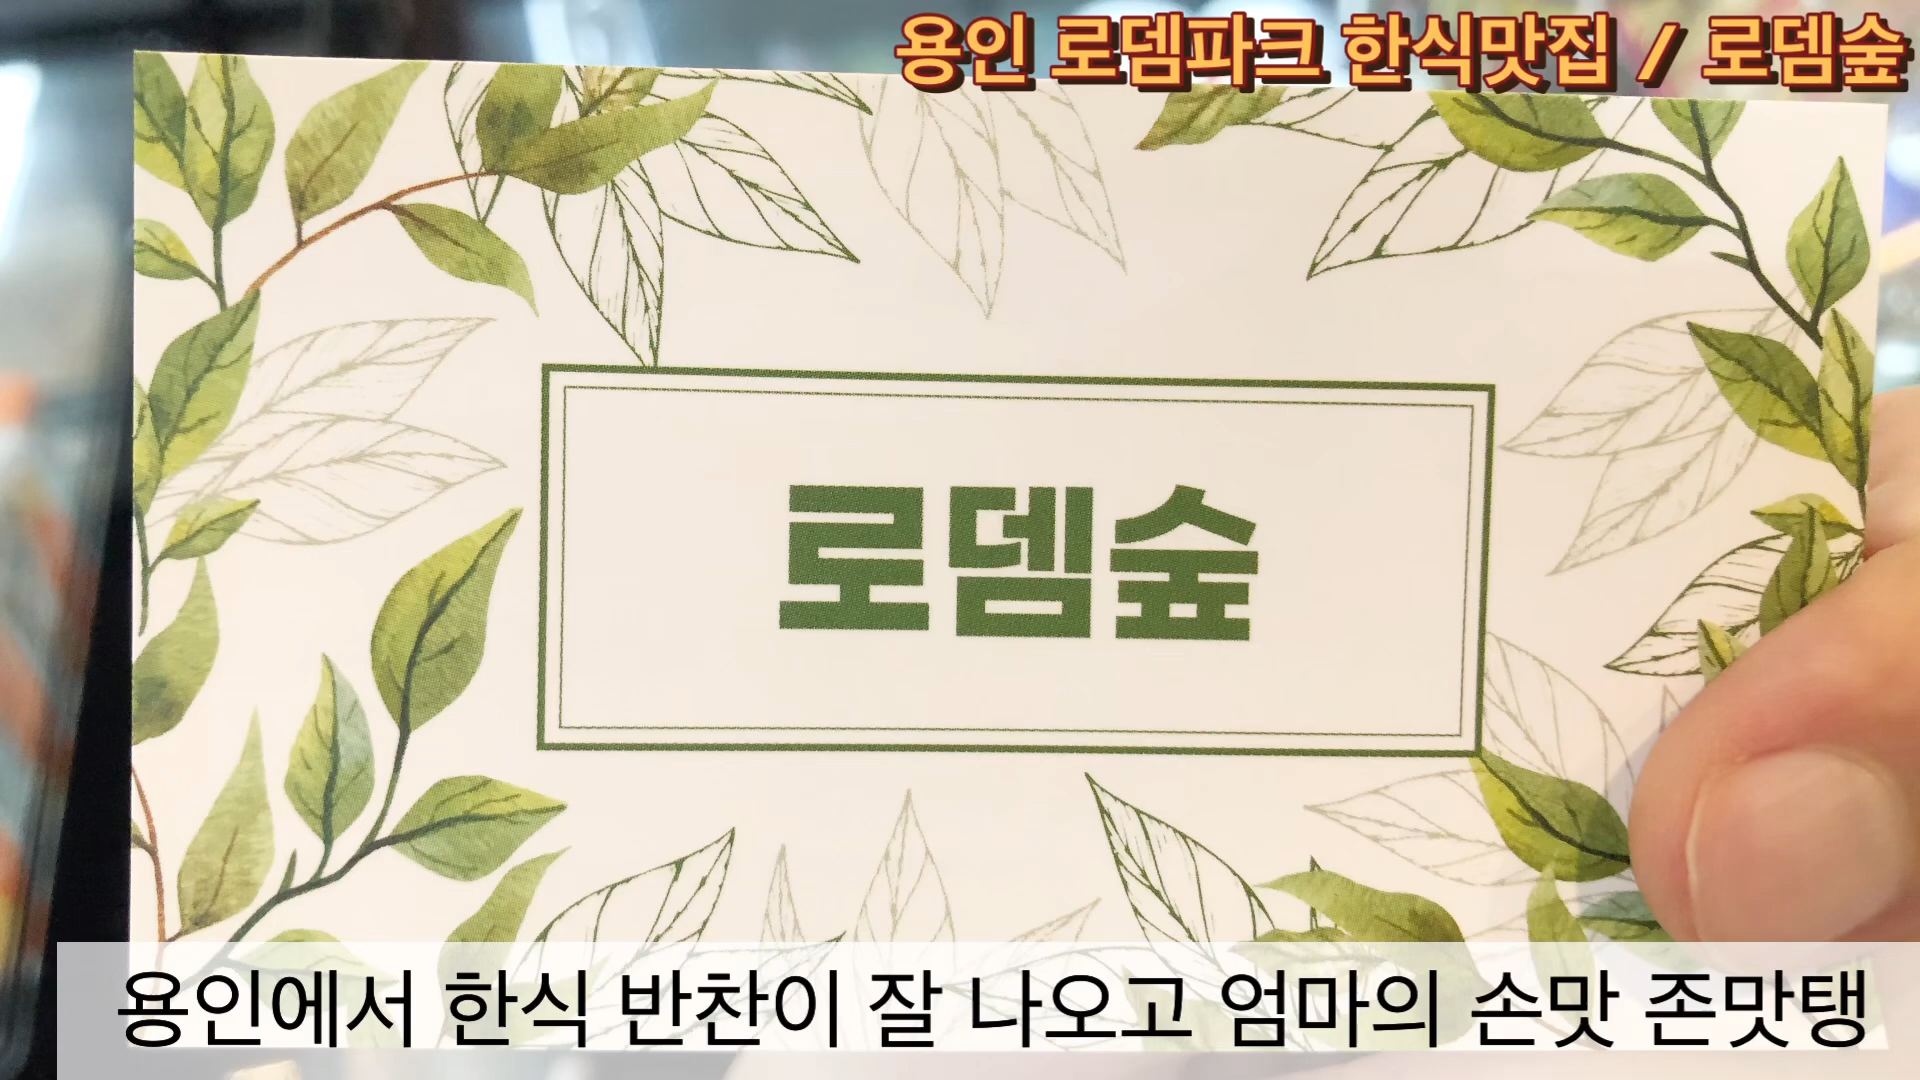 용인 로뎀파크 한식맛집 / 로뎀숲
로뎀숲
용인에서 한식 반찬이 잘 나오고 엄마의 손맛 존맛탱